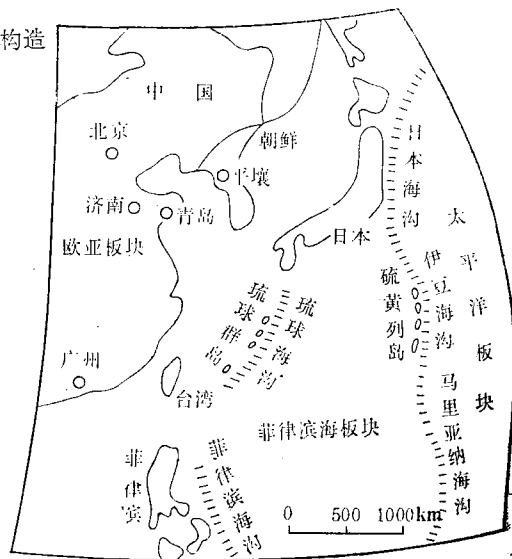 构造
中国
北京
朝鲜
平壤
济南
青岛
欧亚板块
日本
日本海沟
太平洋板块
伊豆海沟
硫黄列岛
琉球群岛
琉球海沟
马里亚纳海沟
广州
台湾
菲律宾海板块
菲律宾
菲律宾海沟
0 500 1000km